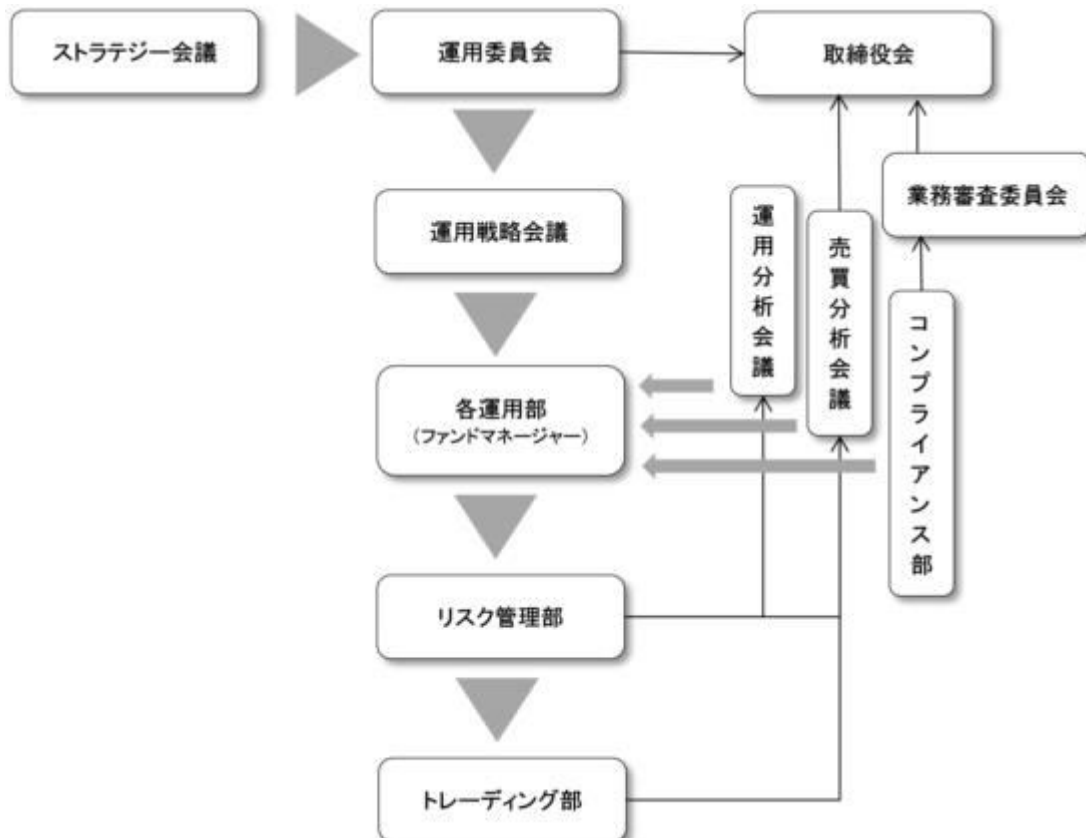 ストラテジー会議
運用委員会
取締役会
運用戦略会議
運用分析会議
売買分析会議
業務審査委員会
コンプライアンス部
各運用部
（ファンドマネージャー）
リスク管理部
トレーディング部